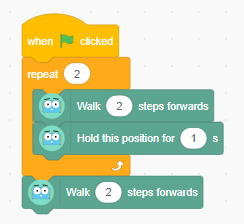 when clicked
repeat 2
Walk 2 steps forwards
Hold this position for 1 s
Walk 2 steps forwards